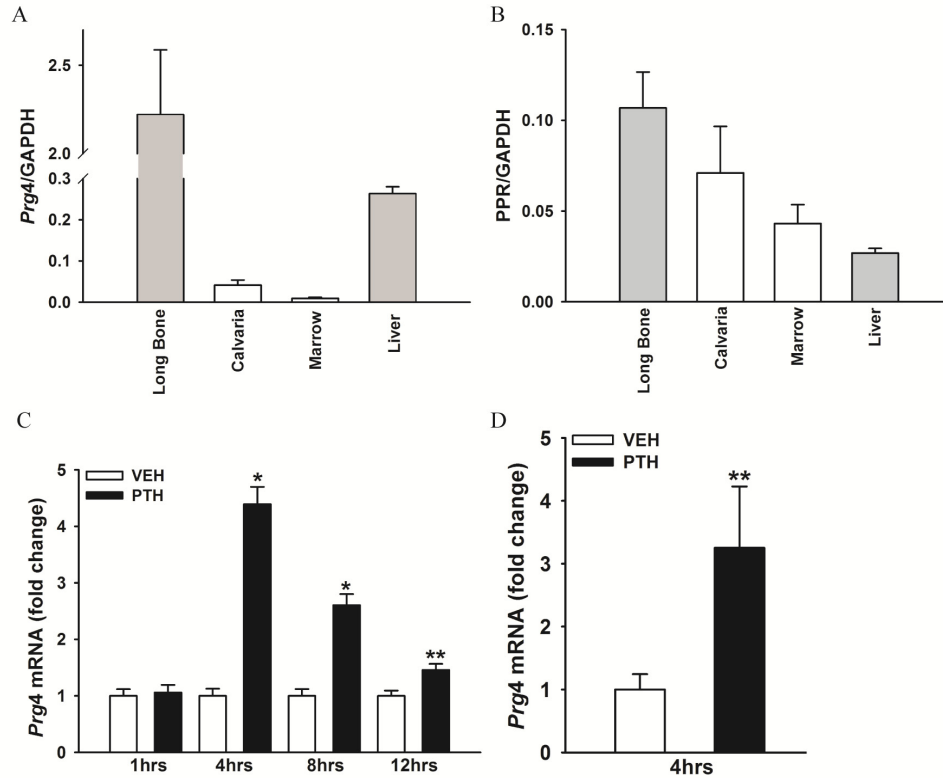 A
Prg4/GAPDH
2.5
2.0
0.3
0.2
0.1
0.0
Long Bone
Calvaria
Marrow
Liver
B
PPR/GAPDH
0.15
0.10
0.05
0.00
Long Bone
Calvaria
Marrow
Liver
C
VEH
PTH
Prg4 mRNA (fold change)
5
4
3
2
1
0
*
*
**
1hrs 4hrs 8hrs 12hrs
D
VEH
PTH
Prg4 mRNA (fold change)
5
4
3
2
1
0
**
4hrs